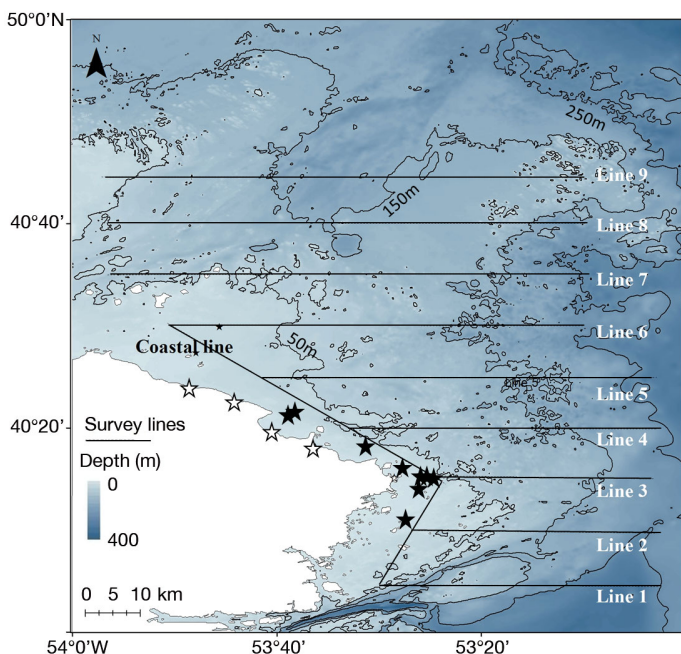 50°0’N
N
250m
Line 9
150m
40°40’
Line 8
Line 7
Line 6
Coastal line
50m
Line 5
Line 5
40°20’
Line 4
Survey lines
Depth (m)
0
400
Line 3
Line 2
0 5 10 km
Line 1
54°0’
53°40’
53°20’